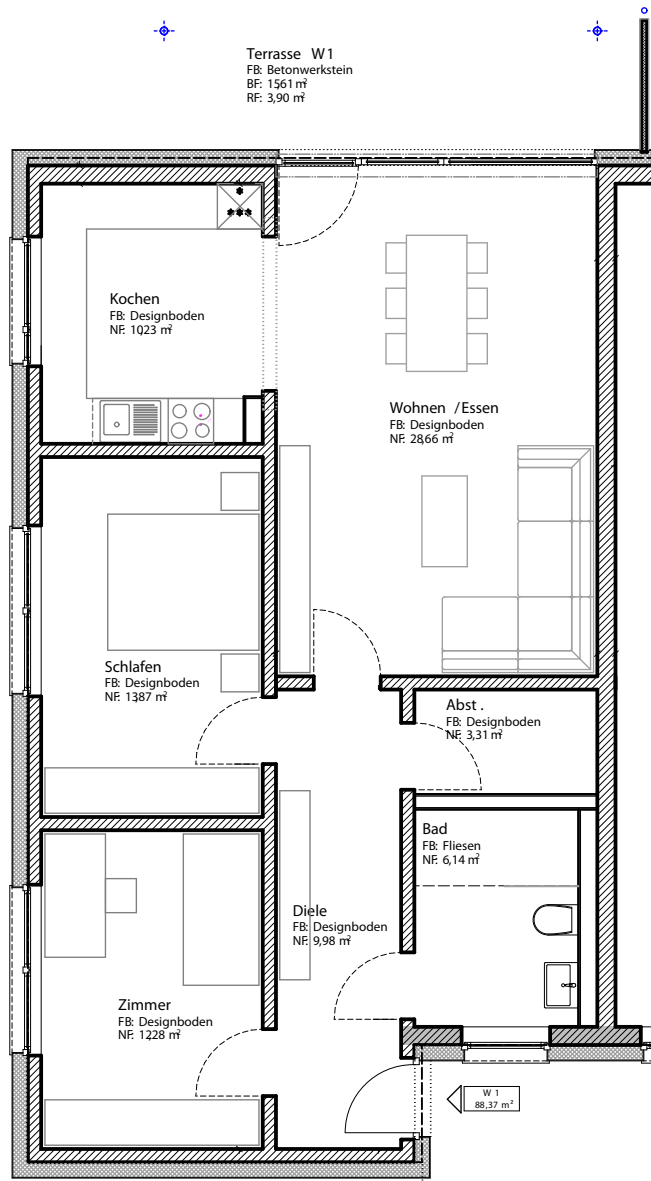 Terrasse W1
FB: Betonwerkstein
BF: 15,61 m²
RF: 3,90 m²
Kochen
FB: Designboden
NF: 10,23 m²
Wohnen /Essen
FB: Designboden
NF: 28,66 m²
Schlafen
FB: Designboden
NF: 13,87 m²
Abst.
FB: Designboden
NF: 3,31 m²
Bad
FB: Fliesen
NF: 6,14 m²
Diele
FB: Designboden
NF: 9,98 m²
Zimmer
FB: Designboden
NF: 12,28 m²
W 1
88,37 m²